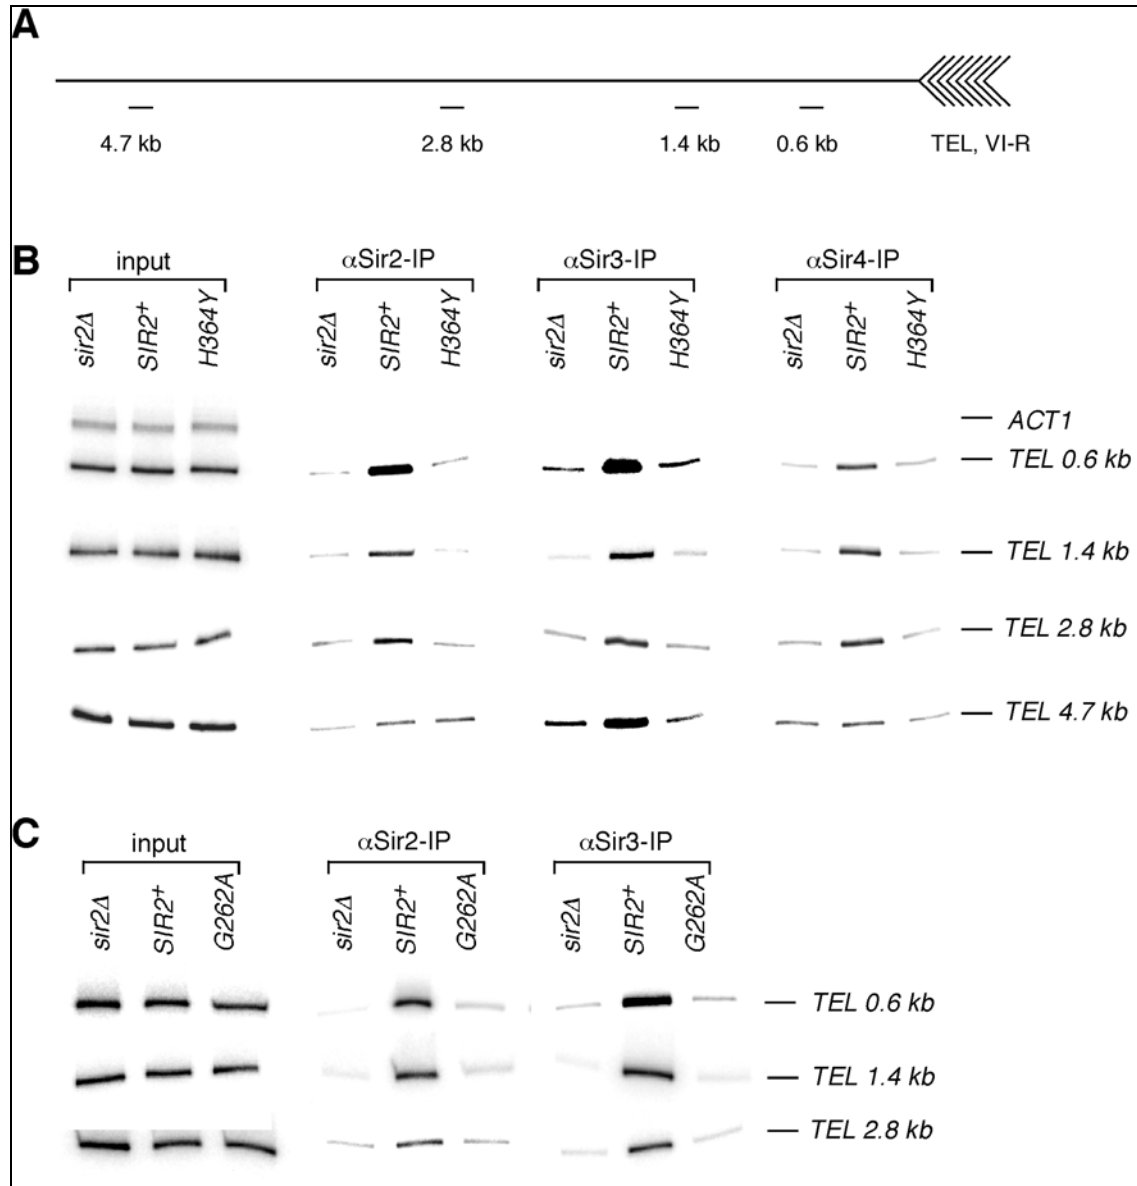 A
4.7 kb 2.8 kb 1.4 kb 0.6 kb TEL, VI-R
B
input αSir2-IP αSir3-IP αSir4-IP
sir2Δ SIR2+ H364Y sir2Δ SIR2+ H364Y sir2Δ SIR2+ H364Y sir2Δ SIR2+ H364Y
ACT1
TEL 0.6 kb
TEL 1.4 kb
TEL 2.8 kb
TEL 4.7 kb
C
input αSir2-IP αSir3-IP
sir2Δ SIR2+ G262A sir2Δ SIR2+ G262A sir2Δ SIR2+ G262A
TEL 0.6 kb
TEL 1.4 kb
TEL 2.8 kb